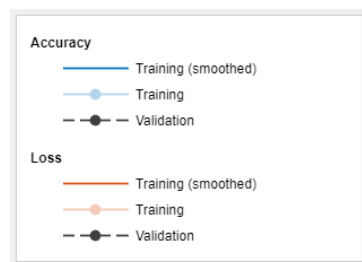 Accuracy
Training (smoothed)
Training
Validation
Loss
Training (smoothed)
Training
Validation